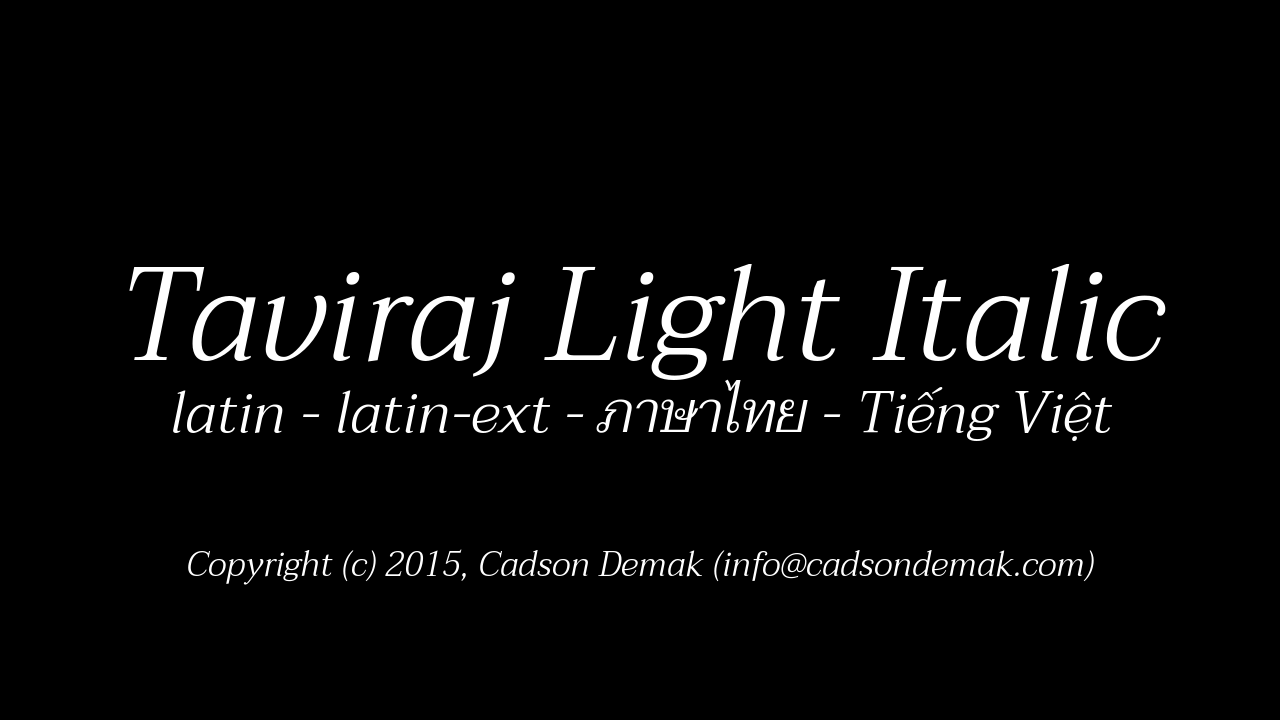 Taviraj Light Italic
latin - latin-ext - ภาษาไทย - Tiếng Việt
Copyright (c) 2015, Cadson Demak (info@cadsondemak.com)